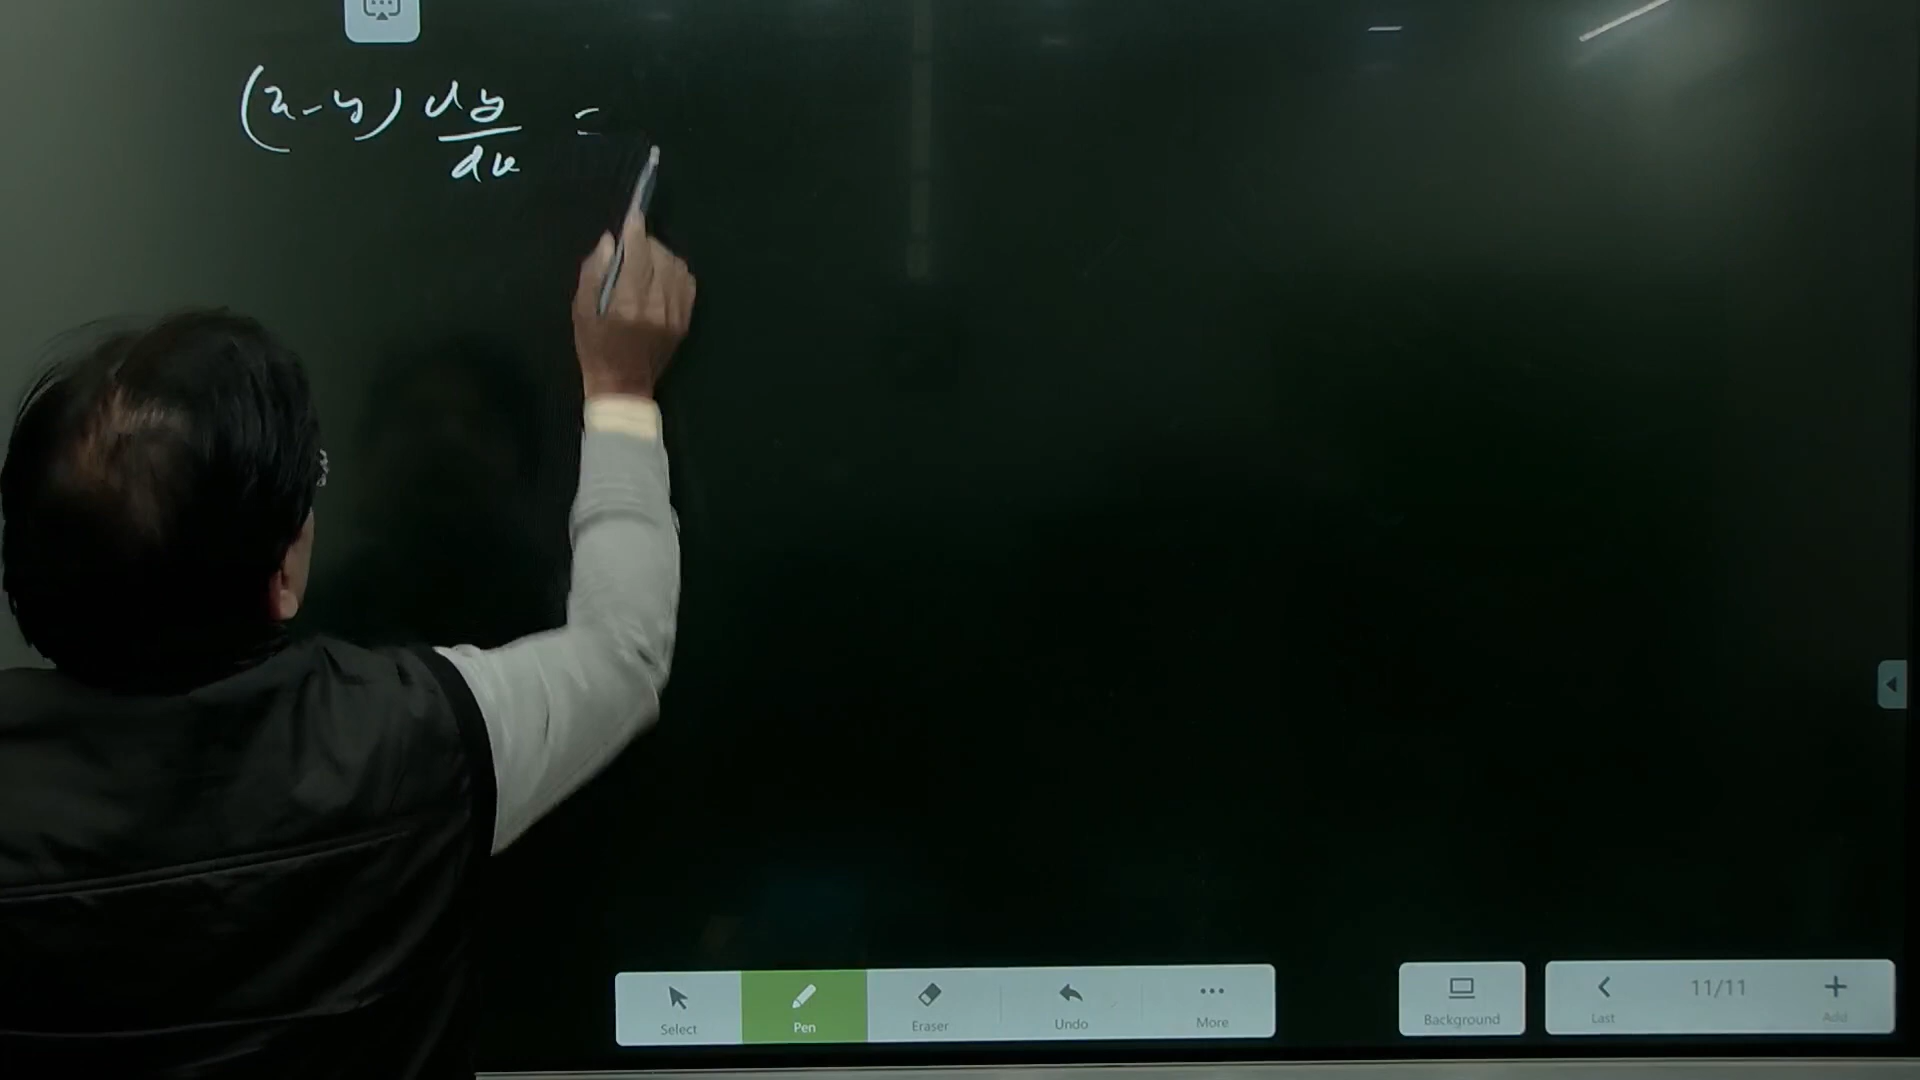 (x-y) dy/dx =
Select
Pen
Eraser
Undo
More
Background
Last
11/11
Add